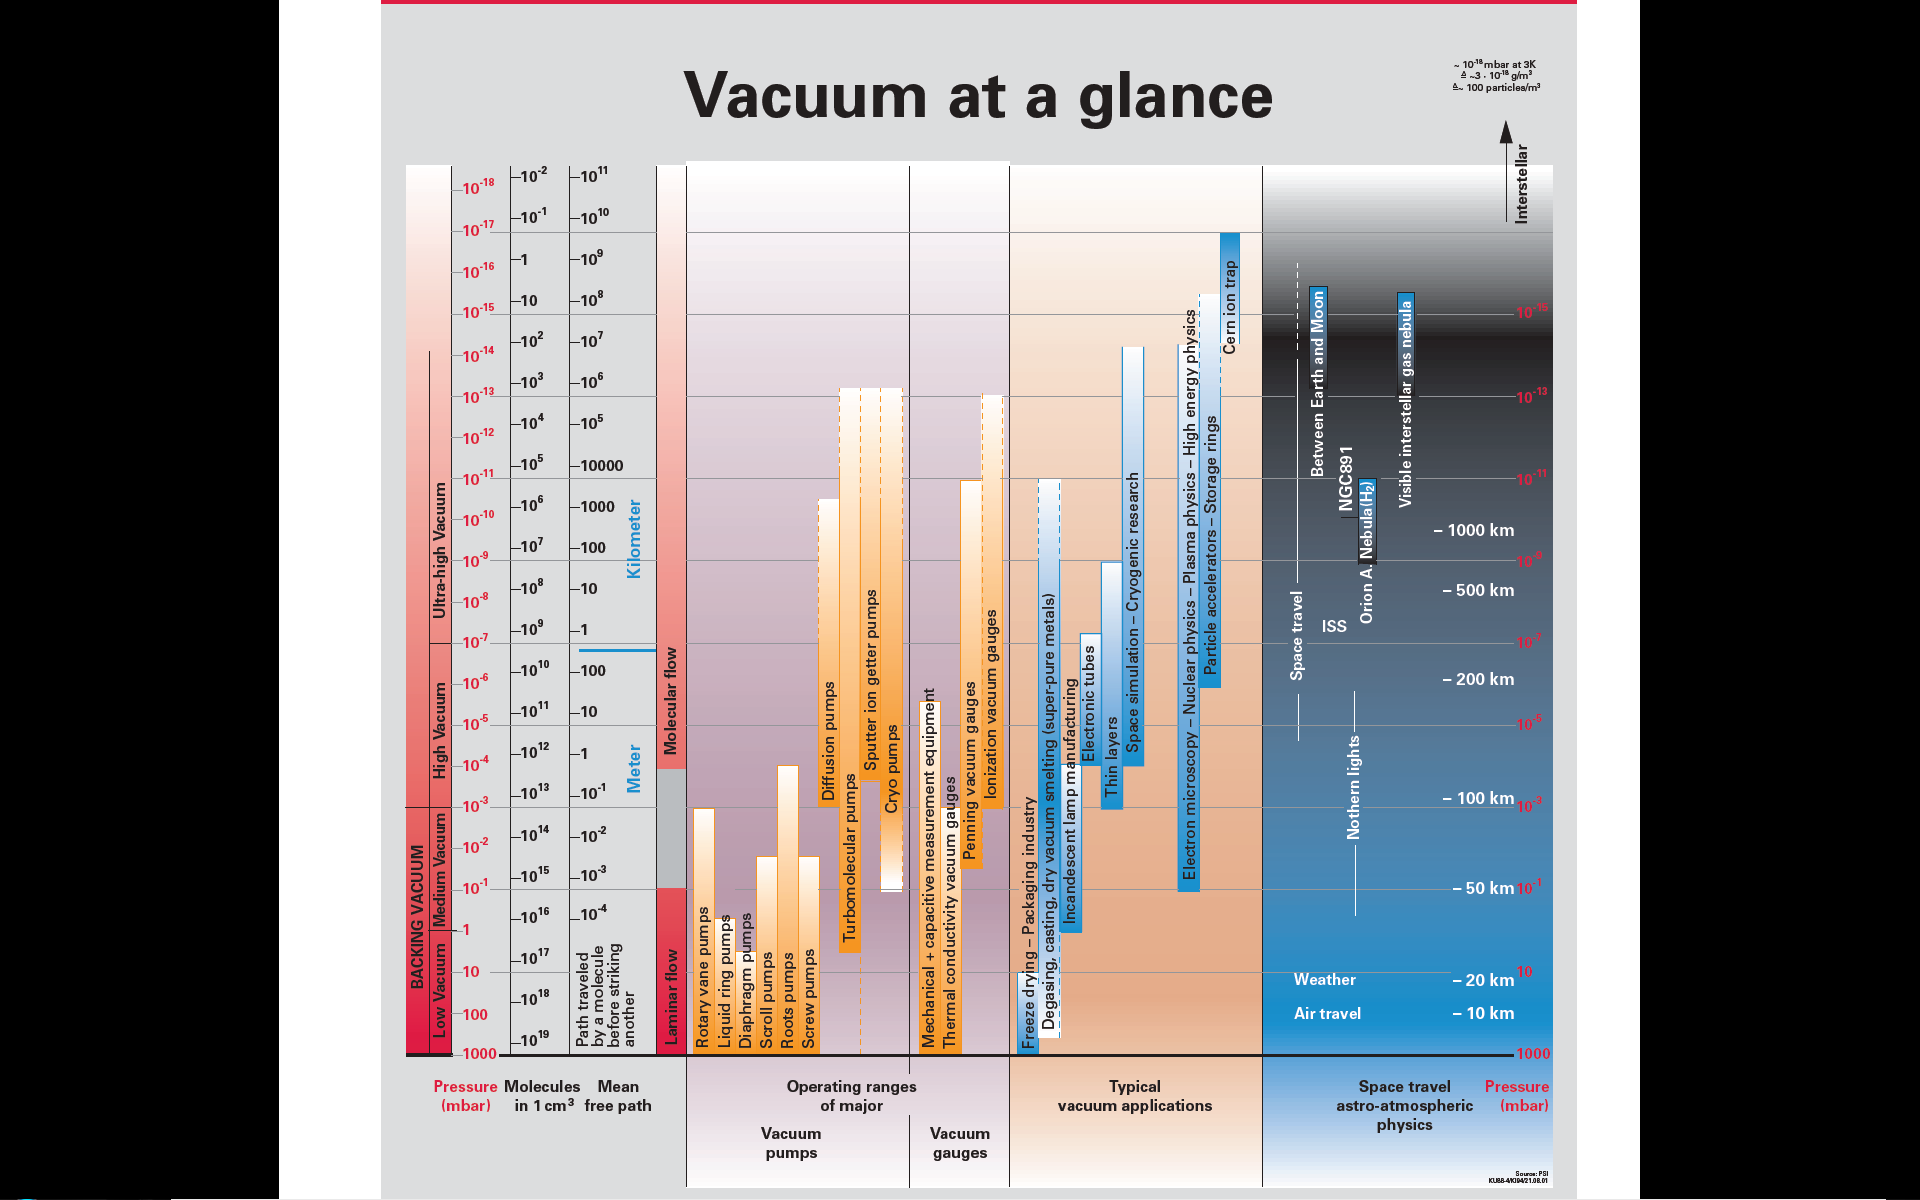 ~ 10⁻¹⁸ mbar at 3K
≙ ~3 · 10⁻¹⁸ g/m³
≙~ 100 particles/m³
Vacuum at a glance
Interstellar
10⁻¹⁸
10⁻¹⁷
10⁻¹⁶
10⁻¹⁵
10⁻¹⁴
10⁻¹³
10⁻¹²
10⁻¹¹
10⁻¹⁰
10⁻⁹
10⁻⁸
10⁻⁷
10⁻⁶
10⁻⁵
10⁻⁴
10⁻³
10⁻²
10⁻¹
1
10
100
1000
10⁻²
10⁻¹
1
10
10²
10³
10⁴
10⁵
10⁶
10⁷
10⁸
10⁹
10¹⁰
10¹¹
10¹²
10¹³
10¹⁴
10¹⁵
10¹⁶
10¹⁷
10¹⁸
10¹⁹
10¹¹
10¹⁰
10⁹
10⁸
10⁷
10⁶
10⁵
10000
1000
100
10
1
100
10
1
10⁻¹
10⁻²
10⁻³
10⁻⁴
Kilometer
Meter
Path traveled
by a molecule
before striking
another
BACKING VACUUM
Ultra-high Vacuum
High Vacuum
Medium Vacuum
Low Vacuum
Molecular flow
Laminar flow
Rotary vane pumps
Liquid ring pumps
Diaphragm pumps
Scroll pumps
Roots pumps
Screw pumps
Diffusion pumps
Turbomolecular pumps
Sputter ion getter pumps
Cryo pumps
Mechanical + capacitive measurement equipment
Thermal conductivity vacuum gauges
Penning vacuum gauges
Ionization vacuum gauges
Freeze drying – Packaging industry
Degasing, casting, dry vacuum smelting (super-pure metals)
Incandescent lamp manufacturing
Electronic tubes
Thin layers
Space simulation – Cryogenic research
Electron microscopy – Nuclear physics – Plasma physics – High energy physics
Particle accelerators – Storage rings
Cern ion trap
Space travel
Between Earth and Moon
ISS
NGC891
Nothern lights
Orion A. Nebula (H₂)
Visible interstellar gas nebula
Weather
Air travel
– 1000 km
– 500 km
– 200 km
– 100 km
– 50 km
– 20 km
– 10 km
10⁻¹⁵
10⁻¹³
10⁻¹¹
10⁻⁹
10⁻⁷
10⁻⁵
10⁻³
10⁻¹
10
1000
Pressure
(mbar)
Molecules
in 1 cm³
Mean
free path
Operating ranges
of major
Vacuum
pumps
Vacuum
gauges
Typical
vacuum applications
Space travel
astro-atmospheric
physics
Pressure
(mbar)
Source: PSI